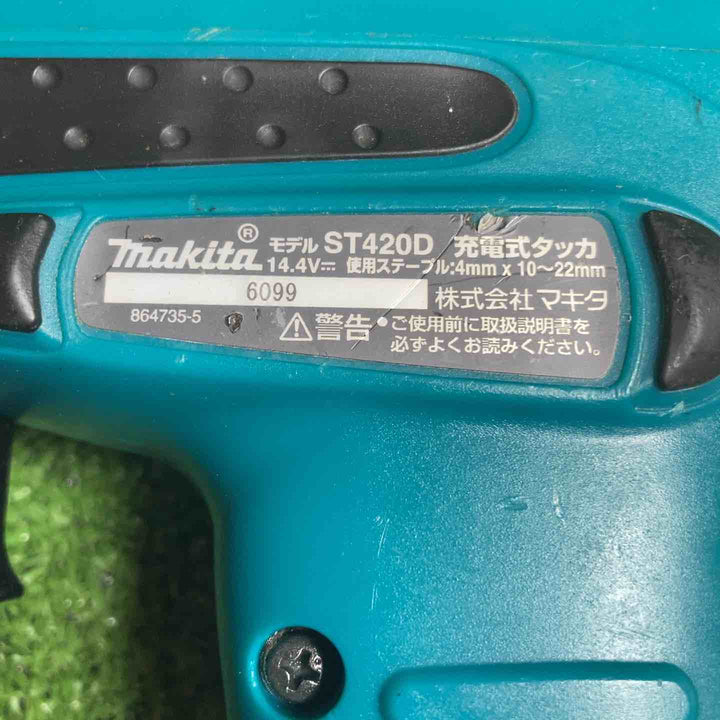 makita® モデル ST420D 充電式タッカ
14.4V⎓ 使用ステープル:4mm x 10～22mm
6099 株式会社 マキタ
864735-5 ⚠警告 ●ご使用前に取扱説明書を
必ずよくお読みください。